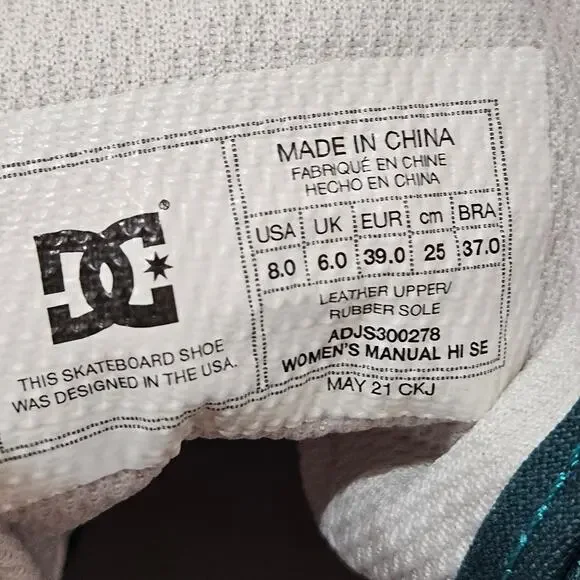 DC®
THIS SKATEBOARD SHOE
WAS DESIGNED IN THE USA.
MADE IN CHINA
FABRIQUÉ EN CHINE
HECHO EN CHINA
USA UK EUR cm BRA
8.0 6.0 39.0 25 37.0
LEATHER UPPER/
RUBBER SOLE
ADJS300278
WOMEN'S MANUAL HI SE
MAY 21 CKJ